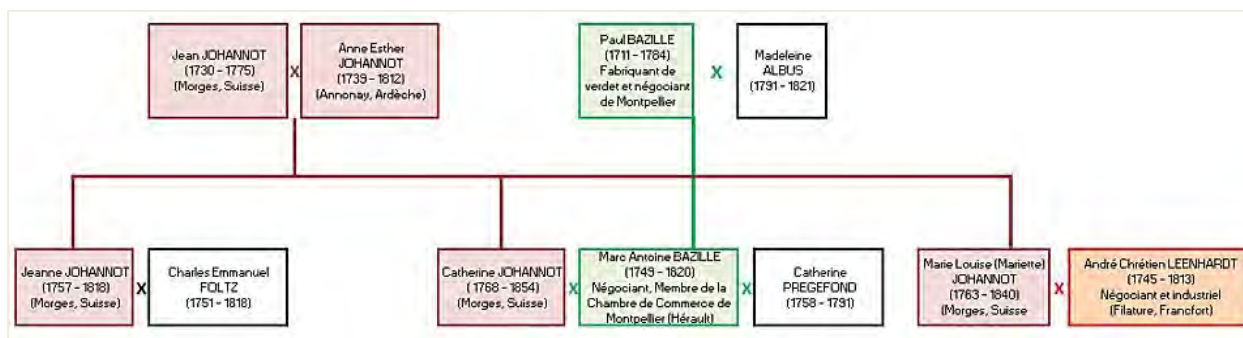 Jean JOHANNOT
(1730 - 1775)
(Morges, Suisse)
X
Anne Esther
JOHANNOT
(1739 - 1812)
(Annonay, Ardèche)
Paul BAZILLE
(1711 - 1784)
Fabriquant de
verdet et négociant
de Montpellier
X
Madeleine
ALBUS
(1791 - 1821)
Jeanne JOHANNOT
(1757 - 1818)
(Morges, Suisse)
X
Charles Emmanuel
FOLTZ
(1751 - 1818)
Catherine JOHANNOT
(1768 - 1854)
(Morges, Suisse)
X
Marc Antoine BAZILLE
(1749 - 1820)
Négociant, Membre de la
Chambre de Commerce de
Montpellier (Hérault)
X
Catherine
PREGEFOND
(1758 - 1791)
Marie Louise (Mariette)
JOHANNOT
(1763 - 1840)
(Morges, Suisse
X
André Chrétien LEENHARDT
(1745 - 1813)
Négociant et industriel
(Filature, Francfort)